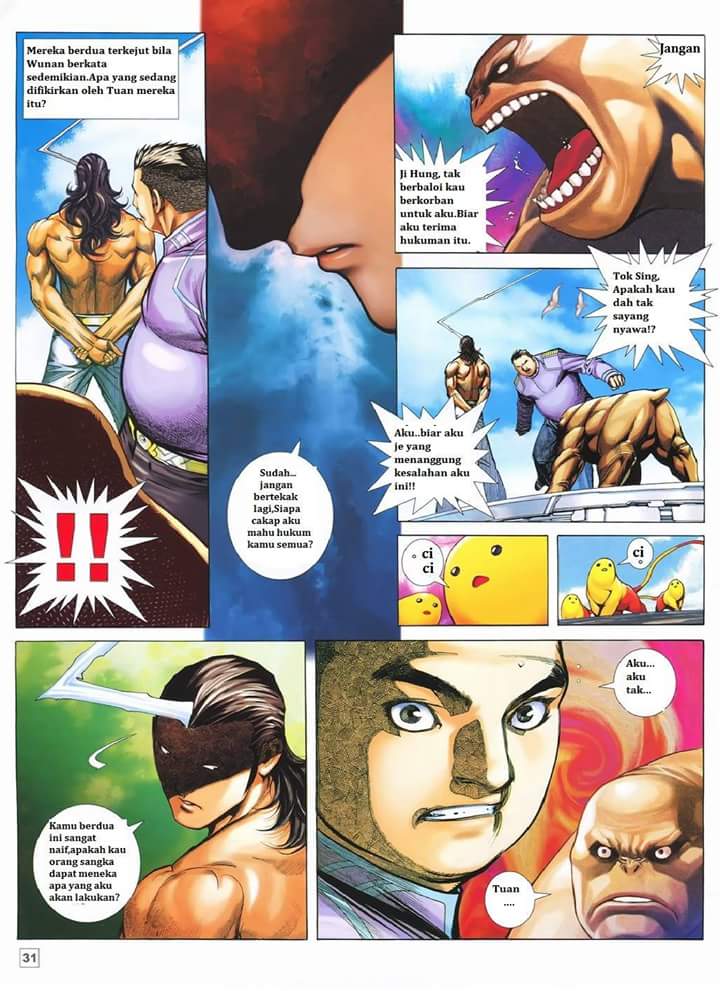 Mereka berdua terkejut bila
Wunan berkata
sedemikian.Apa yang sedang
difikirkan oleh Tuan mereka
itu?
!!
Sudah...
jangan
bertekak
lagi,Siapa
cakap aku
mahu hukum
kamu semua?
Jangan
Ji Hung, tak
berbaloi kau
berkorban
untuk aku.Biar
aku terima
hukuman itu.
Tok Sing,
Apakah kau
dah tak
sayang
nyawa!?
Aku..biar aku
je yang
menanggung
kesalahan aku
ini!!
ci
ci
ci
Kamu berdua
ini sangat
naif,apakah kau
orang sangka
dapat meneka
apa yang aku
akan lakukan?
Aku...
aku
tak...
Tuan
....
31